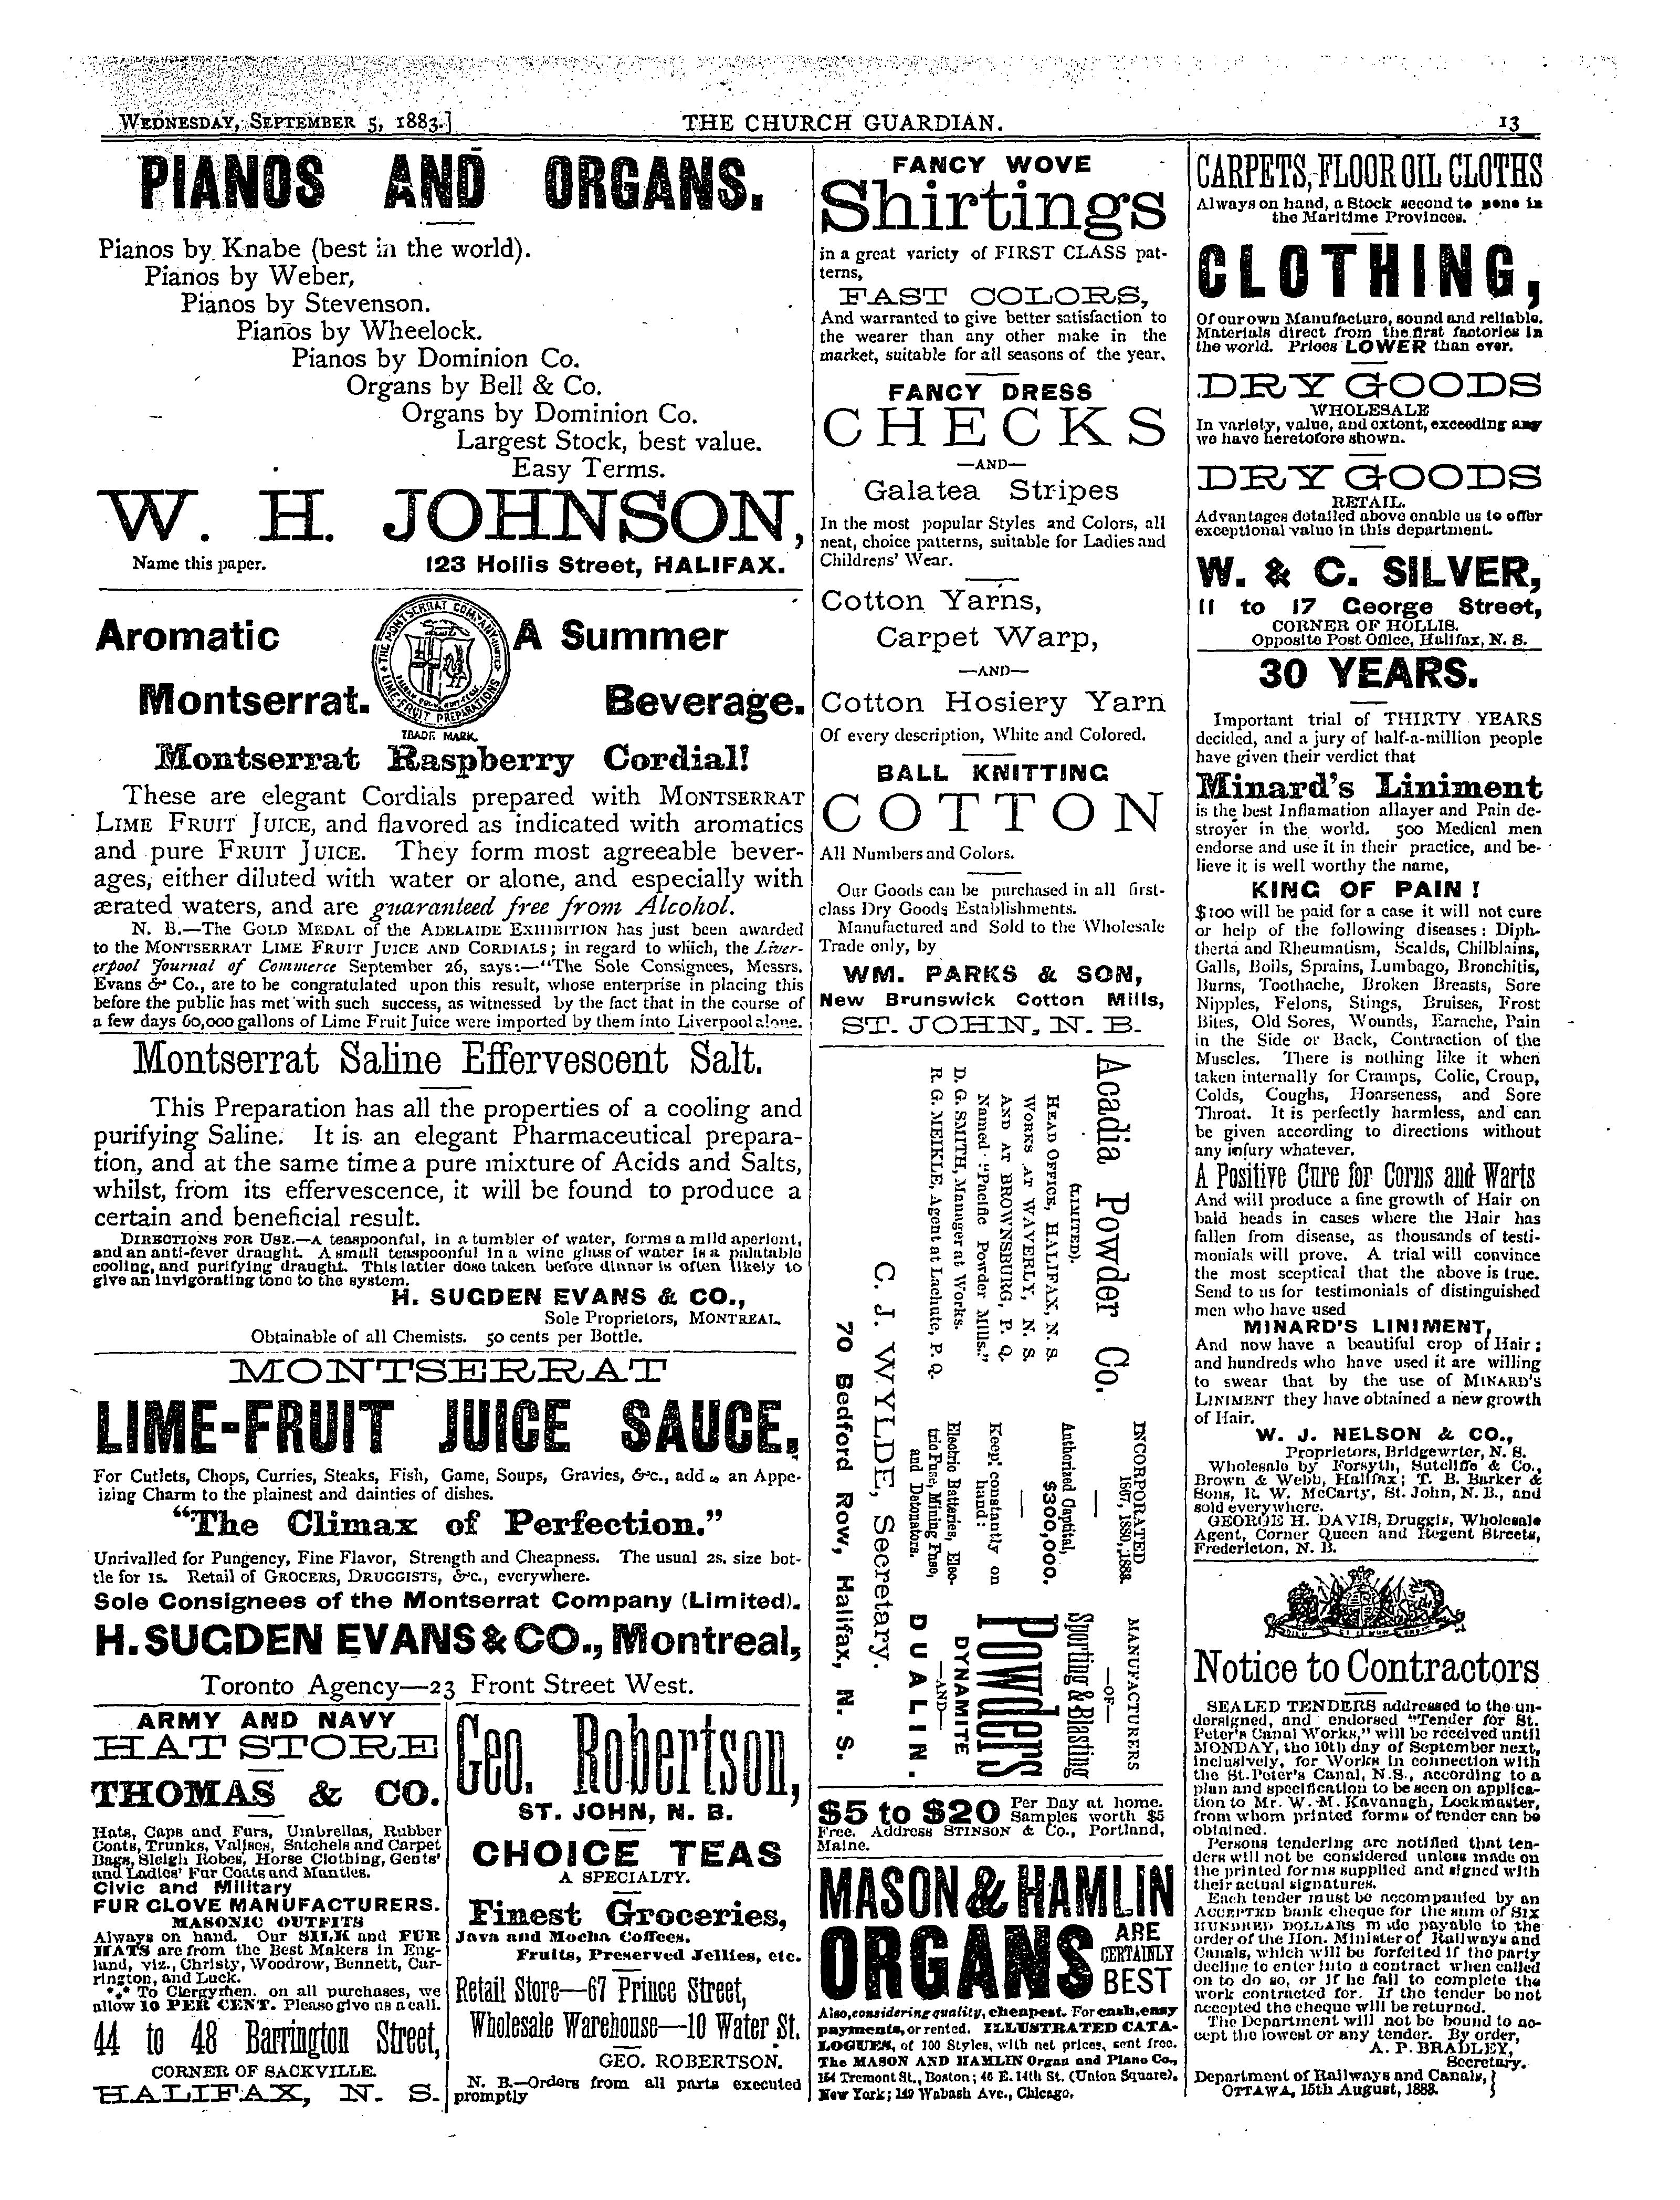 WEDNESDAY, SEPTEMBER 5, 1883.]
THE CHURCH GUARDIAN.
13
PIANOS AND ORGANS.
Pianos by Knabe (best in the world).
Pianos by Weber,
Pianos by Stevenson.
Pianos by Wheelock.
Pianos by Dominion Co.
Organs by Bell & Co.
Organs by Dominion Co.
Largest Stock, best value.
Easy Terms.
W. H. JOHNSON,
Name this paper. 123 Hollis Street, HALIFAX.
Aromatic
Montserrat.
THE MONTSERRAT COMPANY LIMITED
LIME-FRUIT PREPARATIONS
TRADE MARK.
A Summer
Beverage.
Montserrat Raspberry Cordial!
These are elegant Cordials prepared with MONTSERRAT
LIME FRUIT JUICE, and flavored as indicated with aromatics
and pure FRUIT JUICE. They form most agreeable bever-
ages, either diluted with water or alone, and especially with
ærated waters, and are guaranteed free from Alcohol.
N. B.—The GOLD MEDAL of the ADELAIDE EXHIBITION has just been awarded
to the MONTSERRAT LIME FRUIT JUICE AND CORDIALS; in regard to which, the Liver-
erpool Journal of Commerce September 26, says:—"The Sole Consignees, Messrs.
Evans & Co., are to be congratulated upon this result, whose enterprise in placing this
before the public has met with such success, as witnessed by the fact that in the course of
a few days 60,000 gallons of Lime Fruit Juice were imported by them into Liverpool alone.
Montserrat Saline Effervescent Salt.
This Preparation has all the properties of a cooling and
purifying Saline. It is an elegant Pharmaceutical prepara-
tion, and at the same time a pure mixture of Acids and Salts,
whilst, from its effervescence, it will be found to produce a
certain and beneficial result.
DIRECTIONS FOR USE.—A teaspoonful, in a tumbler of water, forms a mild aperient,
and an anti-fever draught. A small teaspoonful in a wine glass of water is a palatable
cooling, and purifying draught. This latter dose taken before dinner is often likely to
give an invigorating tone to the system.
H. SUGDEN EVANS & CO.,
Sole Proprietors, MONTREAL.
Obtainable of all Chemists. 50 cents per Bottle.
MONTSERRAT
LIME-FRUIT JUICE SAUCE,
For Cutlets, Chops, Curries, Steaks, Fish, Game, Soups, Gravies, &c., adds an Appe-
izing Charm to the plainest and dainties of dishes.
"The Climax of Perfection."
Unrivalled for Pungency, Fine Flavor, Strength and Cheapness. The usual 2s. size bot-
tle for 1s. Retail of GROCERS, DRUGGISTS, &c., everywhere.
Sole Consignees of the Montserrat Company (Limited).
H. SUGDEN EVANS & CO., Montreal,
Toronto Agency—23 Front Street West.
ARMY AND NAVY
HAT STORE
THOMAS & CO.
Hats, Caps and Furs, Umbrellas, Rubber
Coats, Trunks, Valises, Satchels and Carpet
Bags, Sleigh Robes, Horse Clothing, Gents'
and Ladies' Fur Coats and Mantles.
Civic and Military
FUR GLOVE MANUFACTURERS.
MASONIC OUTFITS
Always on hand. Our SILK and FUR
HATS are from the Best Makers in Eng-
land, viz., Christy, Woodrow, Bennett, Car-
rington, and Luck.
*,* To Clergymen. on all purchases, we
allow 10 PER CENT. Please give us a call.
44 to 48 Barrington Street,
CORNER OF SACKVILLE.
HALIFAX, N. S.
Geo. Robertson,
ST. JOHN, N. B.
CHOICE TEAS
A SPECIALTY.
Finest Groceries,
Java and Mocha Coffees.
Fruits, Preserved Jellies, etc.
Retail Store—67 Prince Street,
Wholesale Warehouse—10 Water St.
GEO. ROBERTSON.
N. B.—Orders from all parts executed
promptly
FANCY WOVE
Shirtings
in a great variety of FIRST CLASS pat-
terns,
FAST COLORS,
And warranted to give better satisfaction to
the wearer than any other make in the
market, suitable for all seasons of the year.
FANCY DRESS
CHECKS
—AND—
Galatea Stripes
In the most popular Styles and Colors, all
neat, choice patterns, suitable for Ladies and
Childrens' Wear.
Cotton Yarns,
Carpet Warp,
—AND—
Cotton Hosiery Yarn
Of every description, White and Colored.
BALL KNITTING
COTTON
All Numbers and Colors.
Our Goods can be purchased in all first-
class Dry Goods Establishments.
Manufactured and Sold to the Wholesale
Trade only, by
WM. PARKS & SON,
New Brunswick Cotton Mills,
ST. JOHN, N. B.
Acadia Powder Co.
(LIMITED).
HEAD OFFICE, HALIFAX, N. S.
WORKS AT WAVERLY, N. S.
AND AT BROWNSBURG, P. Q.
Named "Pacific Powder Mills."
D. G. SMITH, Manager at Works.
R. G. MEIKLE, Agent at Lachute, P. Q.
INCORPORATED
1867, 1880, 1883.
Authorized Captital,
$300,000.
Kept constantly on
hand:
Electric Batteries, Elec-
tric Fuse, Mining Fuse,
and Detonators.
MANUFACTURERS
—OF—
Sporting & Blasting
Powders
DYNAMITE
—AND—
DUALIN.
C. J. WYLDE, Secretary.
70 Bedford Row, Halifax, N. S.
$5 to $20 Per Day at home.
Samples worth $5
Free. Address STINSON & Co., Portland,
Maine.
MASON & HAMLIN
ORGANS ARE
CERTAINLY
BEST
Also, considering quality, cheapest. For cash, easy
payments, or rented. ILLUSTRATED CATA-
LOGUES, of 100 Styles, with net prices, sent free.
The MASON AND HAMLIN Organ and Piano Co.,
154 Tremont St., Boston; 46 E. 14th St. (Union Square),
New York; 149 Wabash Ave., Chicago.
CARPETS, FLOOR OIL CLOTHS
Always on hand, a Stock second to none in
the Maritime Provinces.
CLOTHING,
Of our own Manufacture, sound and reliable.
Materials direct from the first factories in
the world. Prices LOWER than ever.
DRY GOODS
WHOLESALE
In variety, value, and extent, exceeding any
we have heretofore shown.
DRY GOODS
RETAIL.
Advantages detailed above enable us to offer
exceptional value in this department.
W. & C. SILVER,
11 to 17 George Street,
CORNER OF HOLLIS.
Opposite Post Office, Halifax, N. S.
30 YEARS.
Important trial of THIRTY YEARS
decided, and a jury of half-a-million people
have given their verdict that
Minard's Liniment
is the best Inflamation allayer and Pain de-
stroyer in the world. 500 Medical men
endorse and use it in their practice, and be-
lieve it is well worthy the name,
KING OF PAIN!
$100 will be paid for a case it will not cure
or help of the following diseases: Diph-
therta and Rheumatism, Scalds, Chilblains,
Galls, Boils, Sprains, Lumbago, Bronchitis,
Burns, Toothache, Broken Breasts, Sore
Nipples, Felons, Stings, Bruises, Frost
Bites, Old Sores, Wounds, Earache, Pain
in the Side or Back, Contraction of the
Muscles. There is nothing like it when
taken internally for Cramps, Colic, Croup,
Colds, Coughs, Hoarseness, and Sore
Throat. It is perfectly harmless, and can
be given according to directions without
any infury whatever.
A Positive Cure for Corns and Warts
And will produce a fine growth of Hair on
bald heads in cases where the Hair has
fallen from disease, as thousands of testi-
monials will prove. A trial will convince
the most sceptical that the above is true.
Send to us for testimonials of distinguished
men who have used
MINARD'S LINIMENT,
And now have a beautiful crop of Hair;
and hundreds who have used it are willing
to swear that by the use of MINARD'S
LINIMENT they have obtained a new growth
of Hair.
W. J. NELSON & CO.,
Proprietors, Bridgewrter, N. S.
Wholesale by Forsyth, Sutcliffe & Co.,
Brown & Webb, Halifax; T. B. Barker &
Sons, R. W. McCarty, St. John, N. B., and
sold everywhere.
GEORGE H. DAVIS, Druggis, Wholesale
Agent, Corner Queen and Regent Streets,
Fredericton, N. B.
Notice to Contractors
SEALED TENDERS addressed to the un-
dersigned, and endorsed "Tender for St.
Peter's Canal Works," will be received until
MONDAY, the 10th day of September next,
inclusively, for Works in connection with
the St. Peter's Canal, N.S., according to a
plan and specification to be seen on applica-
tion to Mr. W. M. Kavanagh, Lockmaster,
from whom printed forms of tender can be
obtained.
Persons tendering are notified that ten-
ders will not be considered unless made on
the printed forms supplied and signed with
their actual signatures.
Each tender must be accompanied by an
ACCEPTED bank cheque for the sum of SIX
HUNDRED DOLLARS made payable to the
order of the Hon. Minister of Railways and
Canals, which will be forfeited if the party
decline to enter into a contract when called
on to do so, or if he fail to complete the
work contracted for. If the tender be not
accepted the cheque will be returned.
The Department will not be bound to ac-
cept the lowest or any tender. By order,
A. P. BRADLEY,
Secretary.
Department of Railways and Canals,
OTTAWA, 15th August, 1883.